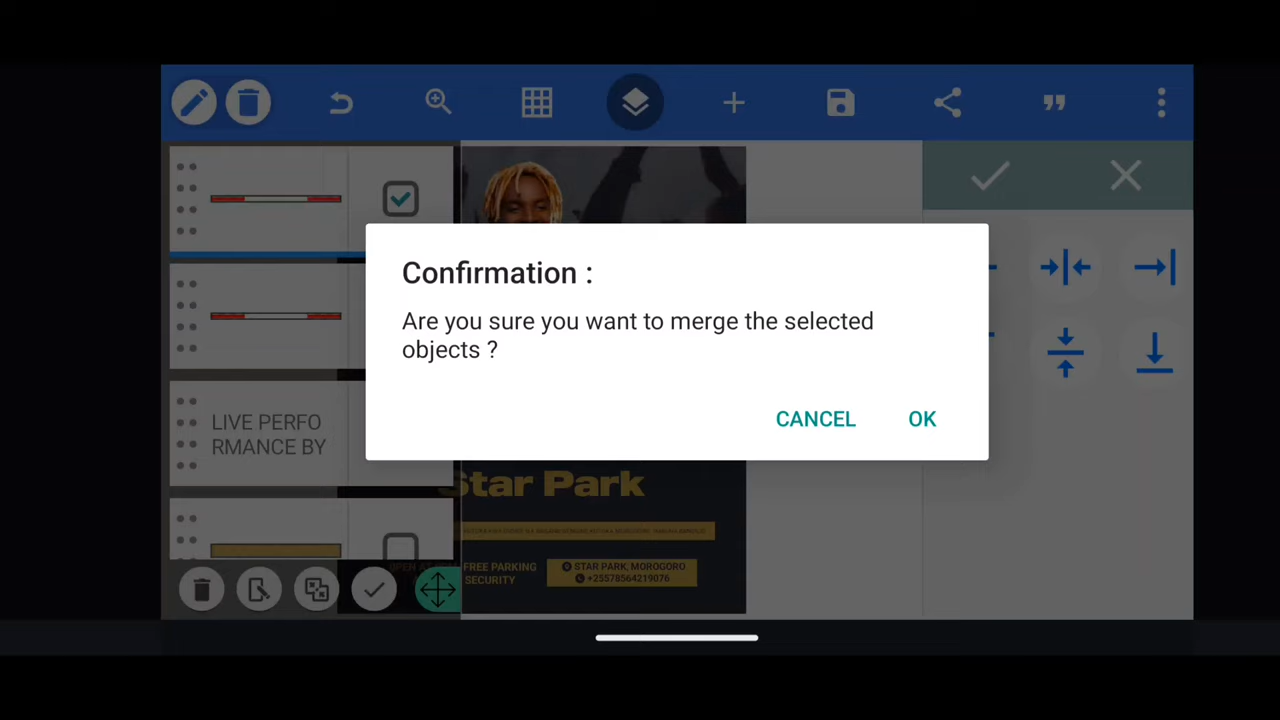 Confirmation :
Are you sure you want to merge the selected
objects ?
CANCEL
OK
LIVE PERFO
RMANCE BY
Star Park
FREE PARKING
SECURITY
STAR PARK, MOROGORO
+25578564219076